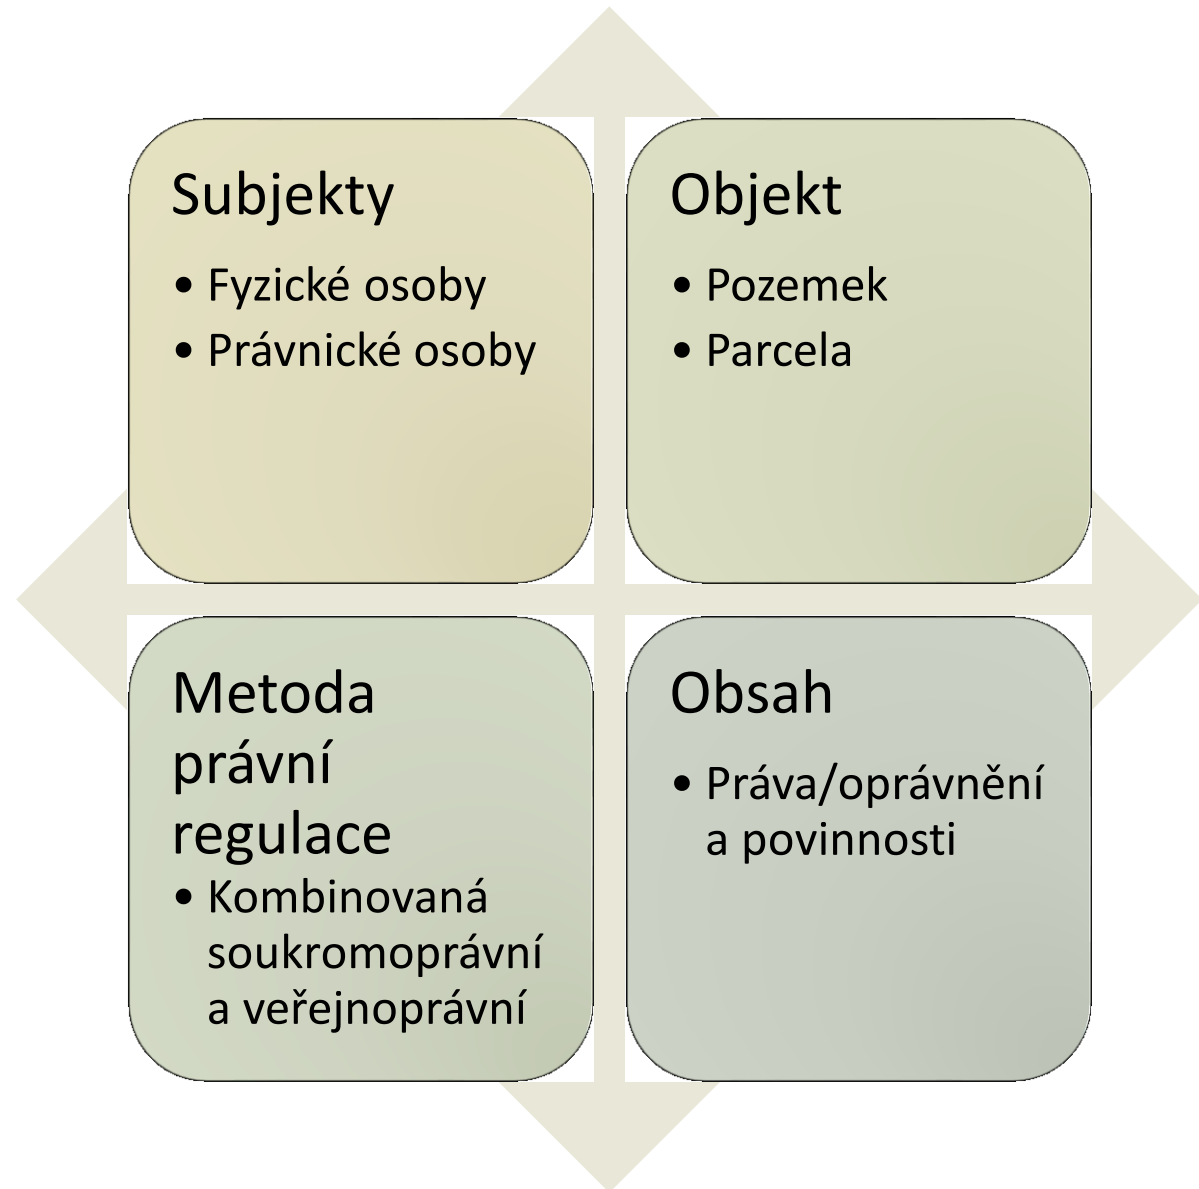 Subjekty
• Fyzické osoby
• Právnické osoby
Objekt
• Pozemek
• Parcela
Metoda
právní
regulace
• Kombinovaná
soukromoprávní
a veřejnoprávní
Obsah
• Práva/oprávnění
a povinnosti